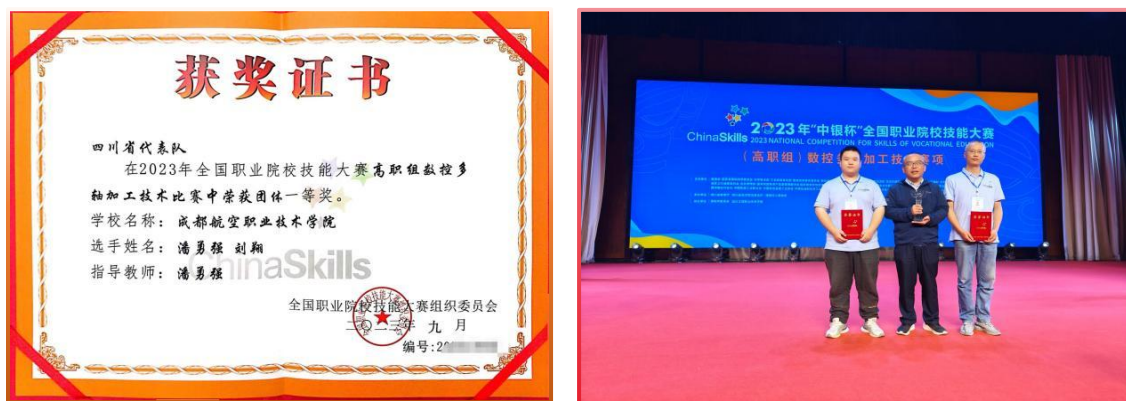 获奖证书
四川省代表队
在2023年全国职业院校技能大赛高职组数控多
轴加工技术比赛中荣获团体一等奖。
学校名称：成都航空职业技术学院
选手姓名：潘勇强 刘翔
指导教师：潘勇强
ChinaSkills
全国职业院校技能大赛组织委员会
二〇二三年九月
编号:2
ChinaSkills
2023年“中银杯”全国职业院校技能大赛
2023 NATIONAL COMPETITION FOR SKILLS OF VOCATIONAL EDUCATION
（高职组）数控 加工技 赛项